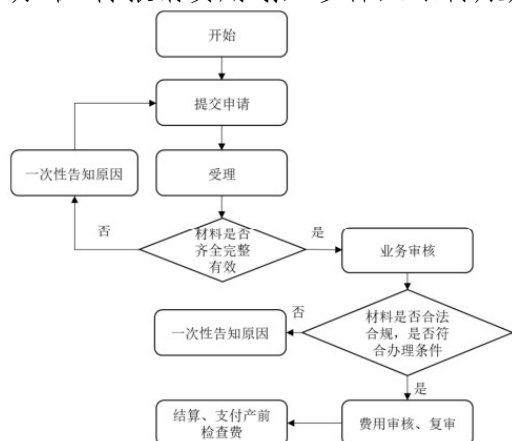 开始
提交申请
一次性告知原因
受理
否
材料是否
齐全完整
有效
是
业务审核
否
材料是否合法
合规，是否符
合办理条件
一次性告知原因
是
结算、支付产前
检查费
费用审核、复审